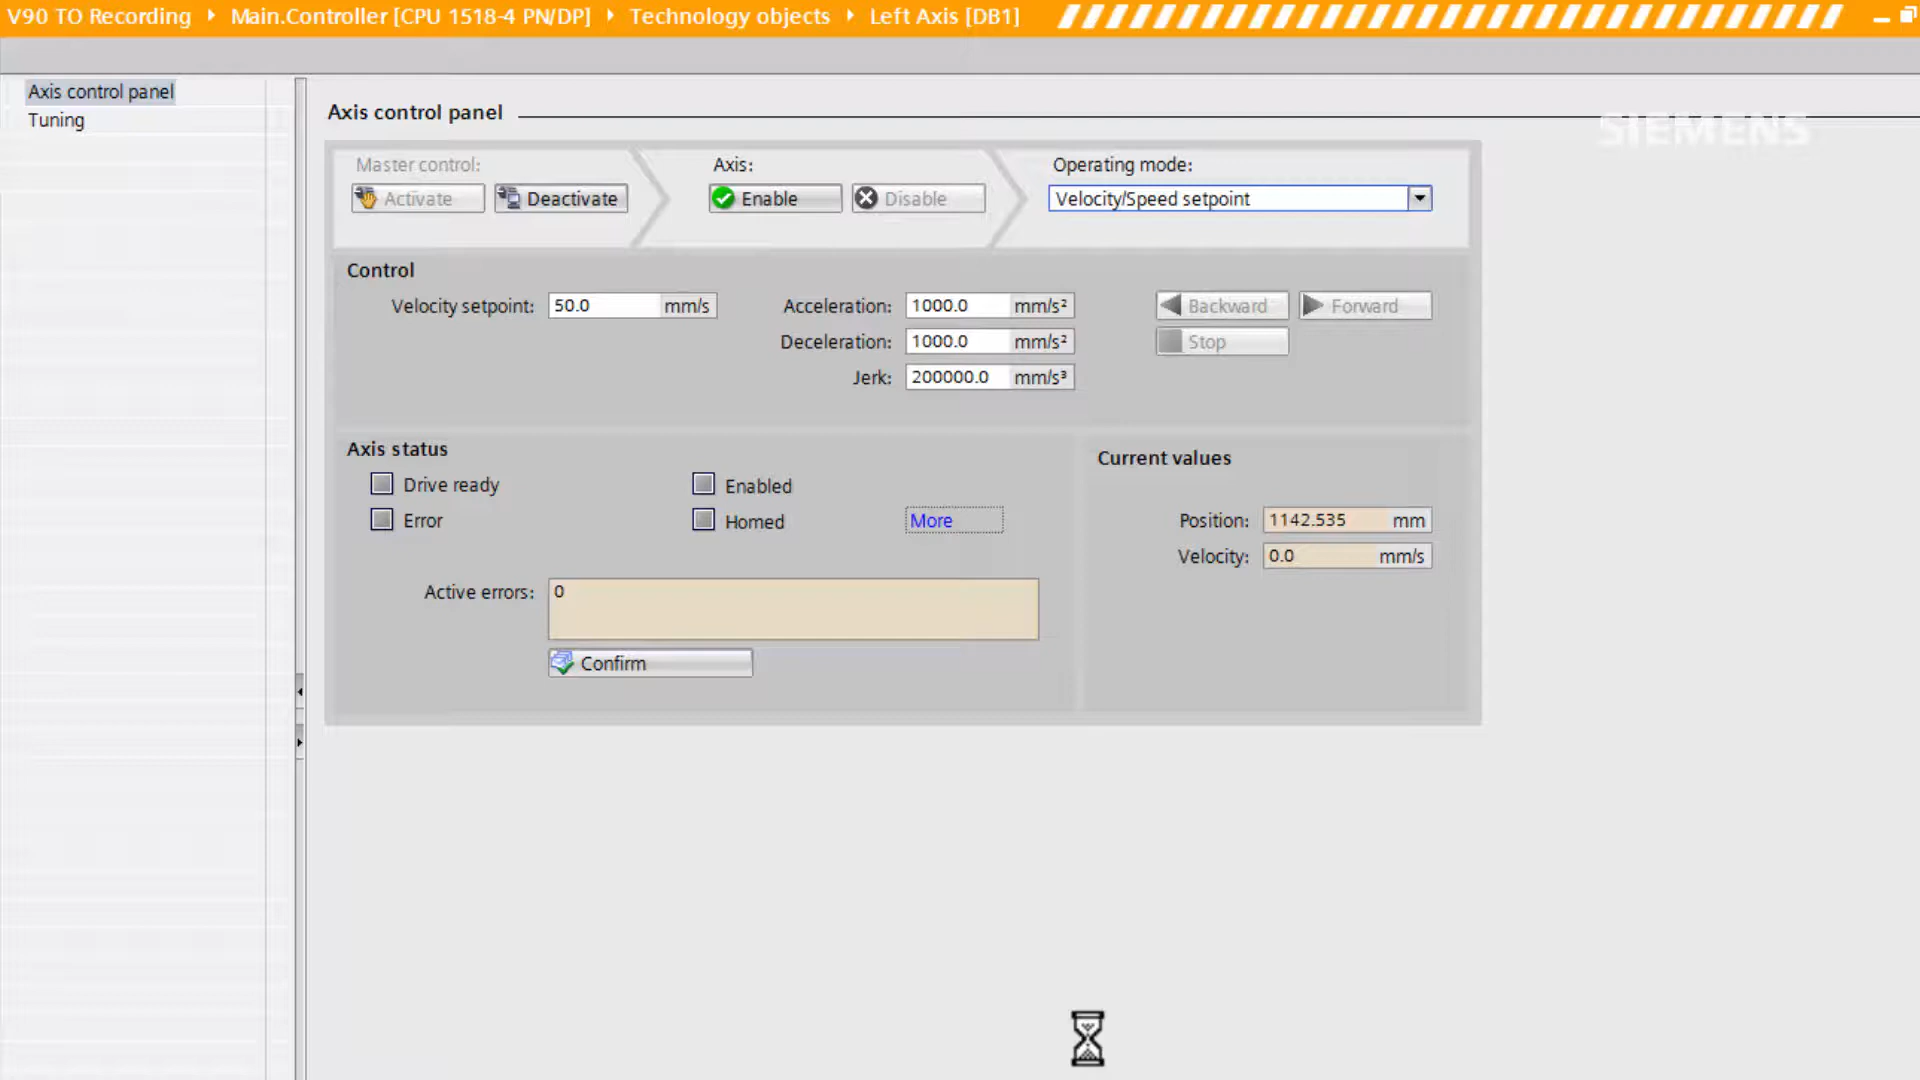 V90 TO Recording Main.Controller [CPU 1518-4 PN/DP] Technology objects Left Axis [DB1]
Axis control panel
Tuning
Axis control panel
SIEMENS
Master control:
Activate
Deactivate
Axis:
Enable
Disable
Operating mode:
Velocity/Speed setpoint
Control
Velocity setpoint: 50.0 mm/s
Acceleration: 1000.0 mm/s²
Deceleration: 1000.0 mm/s²
Jerk: 200000.0 mm/s³
Backward
Forward
Stop
Axis status
Drive ready
Enabled
Error
Homed
More
Active errors: 0
Confirm
Current values
Position: 1142.535 mm
Velocity: 0.0 mm/s